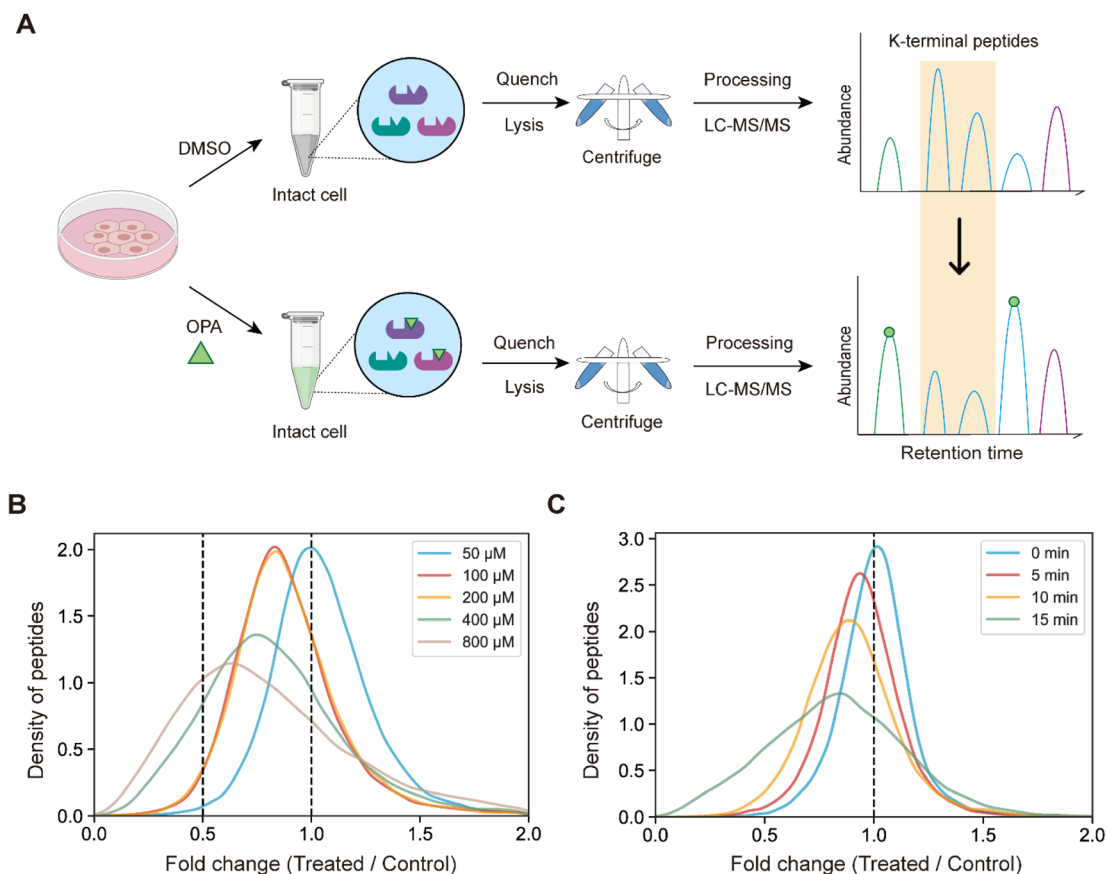 A
DMSO
Intact cell
Quench
Lysis
Centrifuge
Processing
LC-MS/MS
K-terminal peptides
Abundance
OPA
Intact cell
Quench
Lysis
Centrifuge
Processing
LC-MS/MS
Abundance
Retention time
B
Density of peptides
2.0
1.5
1.0
0.5
0.0
50 μM
100 μM
200 μM
400 μM
800 μM
0.0 0.5 1.0 1.5 2.0
Fold change (Treated / Control)
C
Density of peptides
3.0
2.5
2.0
1.5
1.0
0.5
0.0
0 min
5 min
10 min
15 min
0.0 0.5 1.0 1.5 2.0
Fold change (Treated / Control)